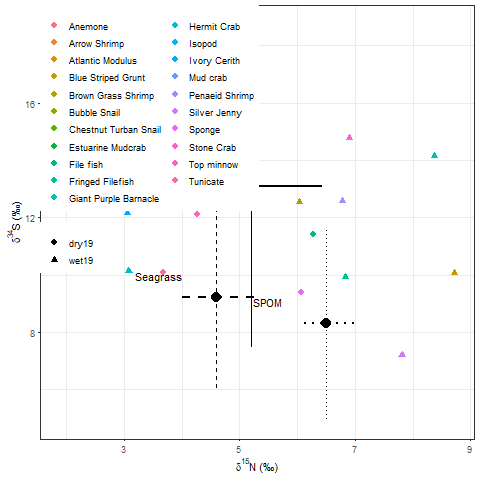 Anemone
Arrow Shrimp
Atlantic Modulus
Blue Striped Grunt
Brown Grass Shrimp
Bubble Snail
Chestnut Turban Snail
Estuarine Mudcrab
File fish
Fringed Filefish
Giant Purple Barnacle
Hermit Crab
Isopod
Ivory Cerith
Mud crab
Penaeid Shrimp
Silver Jenny
Sponge
Stone Crab
Top minnow
Tunicate
dry19
wet19
Seagrass
SPOM
16
12
8
δ³⁴S (‰)
3
5
7
9
δ¹⁵N (‰)